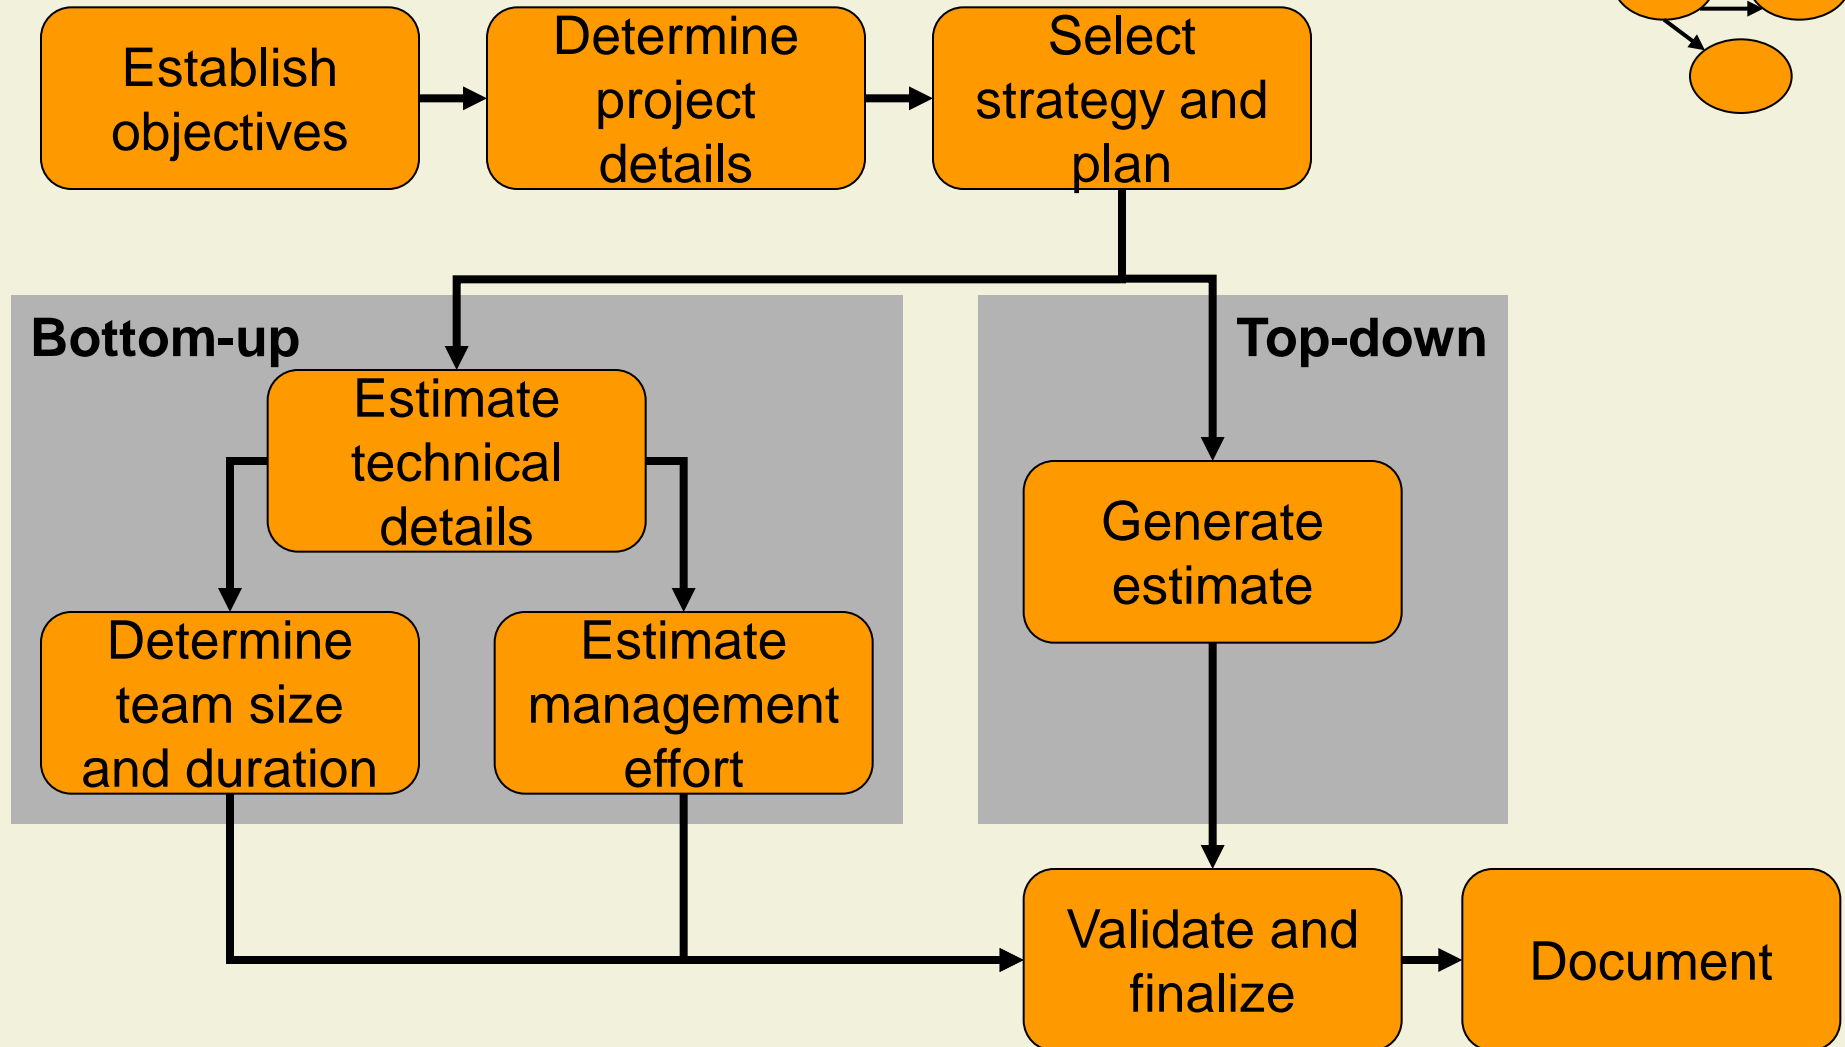 Establish
objectives
Determine
project
details
Select
strategy and
plan
Bottom-up
Top-down
Estimate
technical
details
Generate
estimate
Determine
team size
and duration
Estimate
management
effort
Validate and
finalize
Document